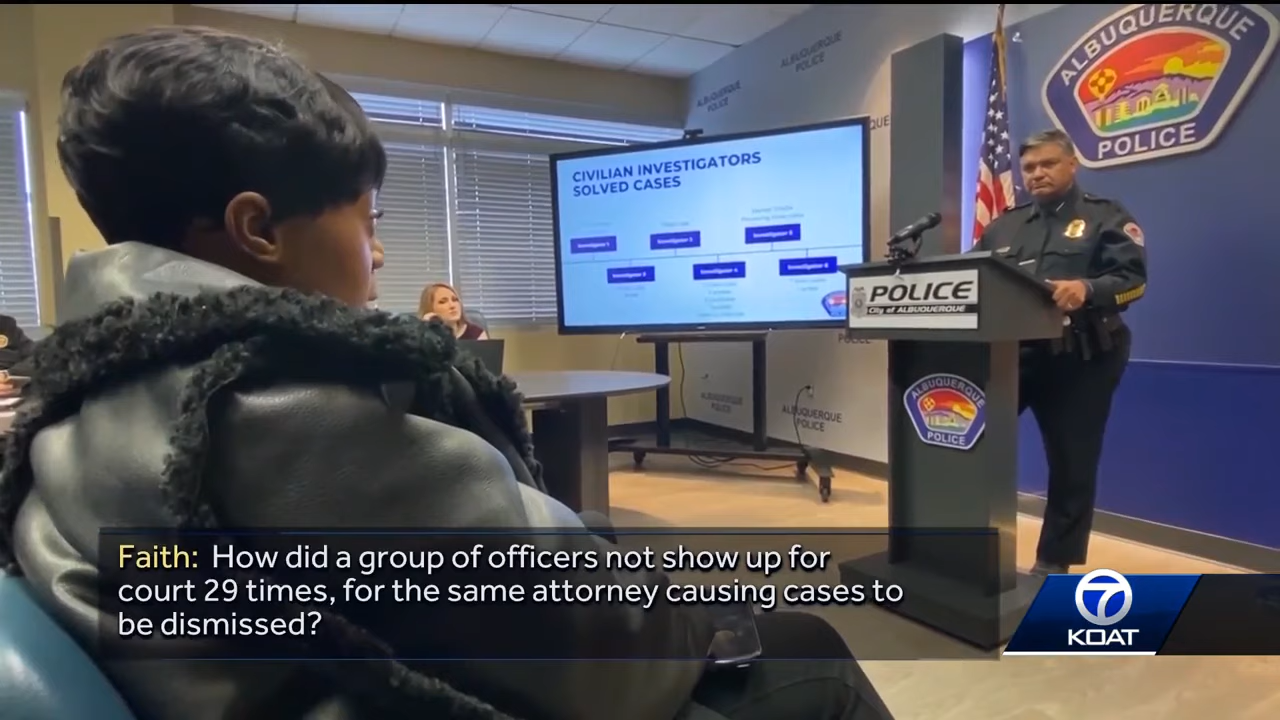 ALBUQUERQUE
POLICE
ALBUQUERQUE
POLICE
ALBUQUERQUE
POLICE
CIVILIAN INVESTIGATORS
SOLVED CASES
Investigator 1
Investigator 3
Investigator 5
Investigator 4
Investigator 6
POLICE
City of ALBUQUERQUE
ALBUQUERQUE
POLICE
ALBUQUERQUE
POLICE
Faith: How did a group of officers not show up for
court 29 times, for the same attorney causing cases to
be dismissed?
7
KOAT